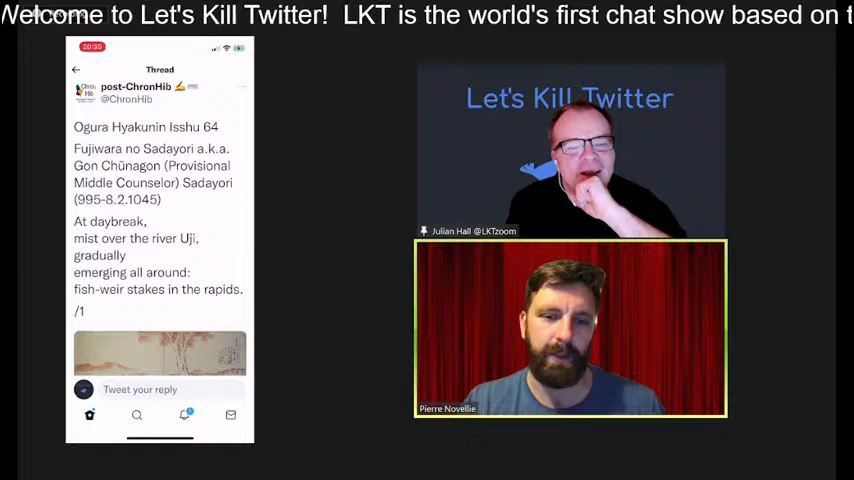 Welcome to Let's Kill Twitter! LKT is the world's first chat show based on t
20:35
Thread
post-ChronHib
@ChronHib
Ogura Hyakunin Isshu 64
Fujiwara no Sadayori a.k.a.
Gon Chūnagon (Provisional
Middle Counselor) Sadayori
(995-8.2.1045)
At daybreak,
mist over the river Uji,
gradually
emerging all around:
fish-weir stakes in the rapids.
/1
Tweet your reply
Let's Kill Twitter
Julian Hall @LKTzoom
Pierre Novellie